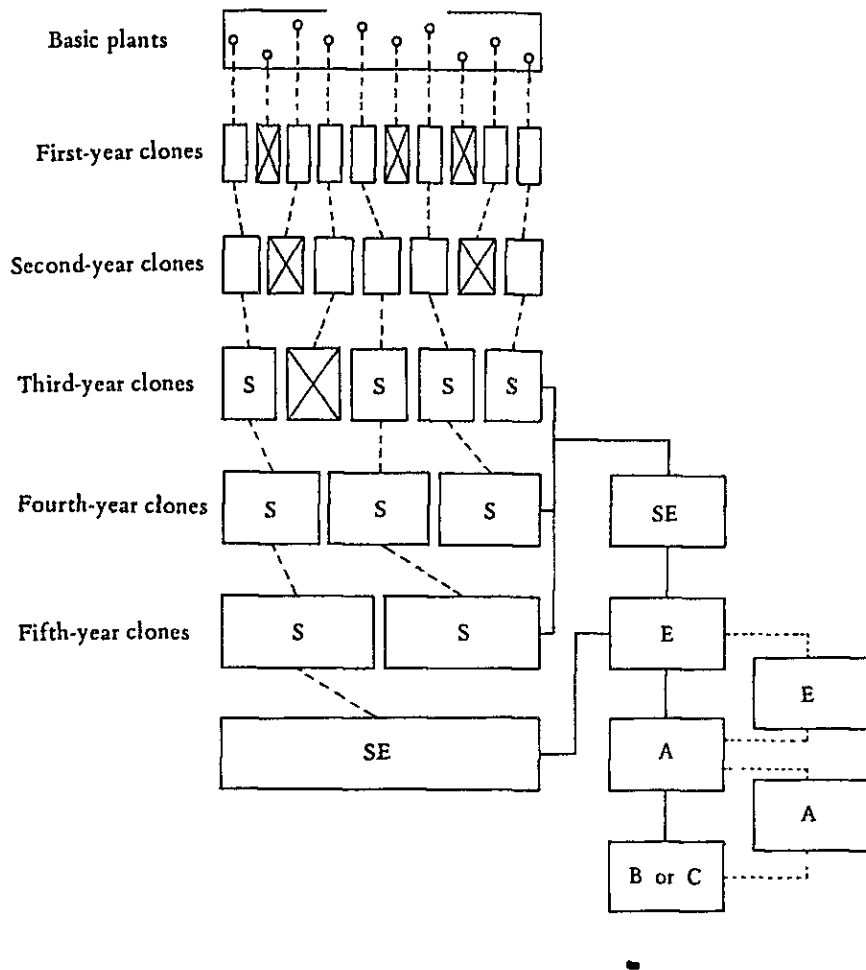 Basic plants
First-year clones
Second-year clones
Third-year clones
S S S S
Fourth-year clones
S S S
SE
Fifth-year clones
S S
E
E
SE
A
A
B or C